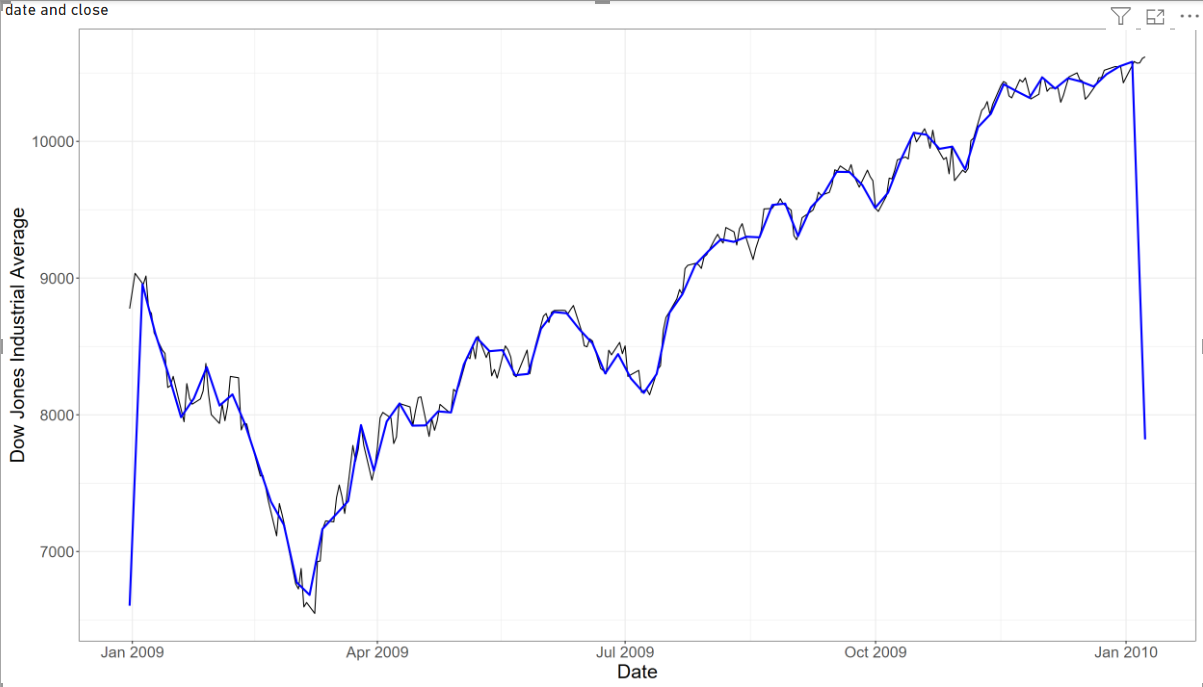 date and close
Dow Jones Industrial Average
10000
9000
8000
7000
Jan 2009
Apr 2009
Jul 2009
Oct 2009
Jan 2010
Date